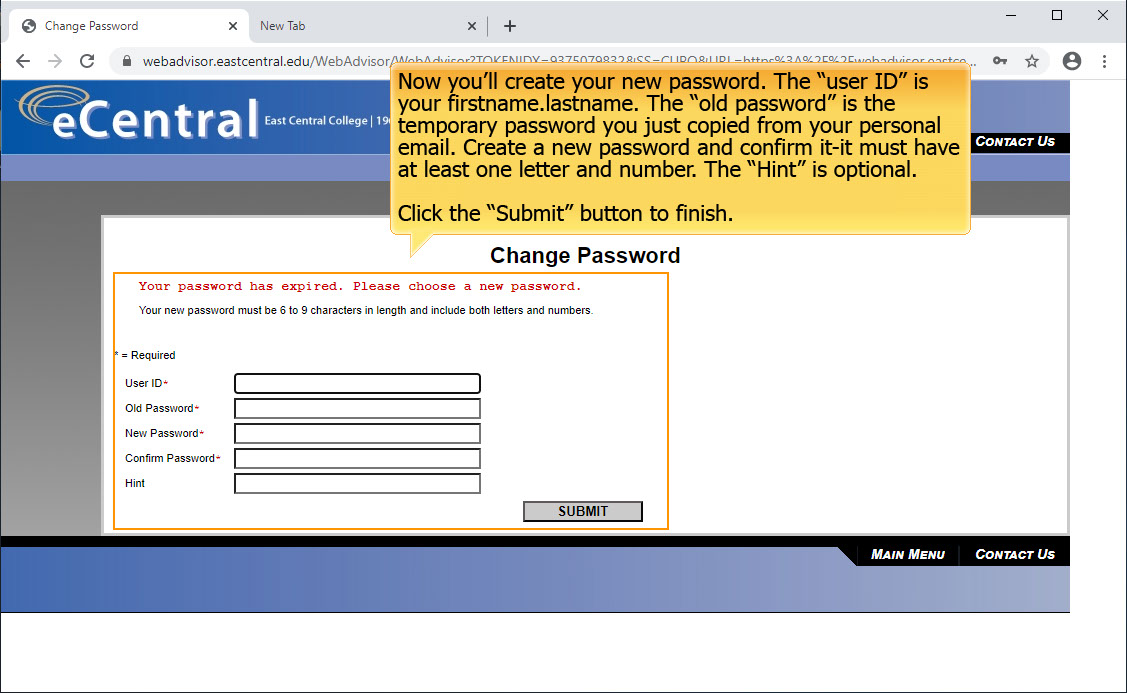 Change Password
New Tab
webadvisor.eastcentral.edu/WebAdvisor/WebAdvisor?TOKENIDX=9375079832&SS=CHPO&URL=https%3A%2F%2Fwebadvisor.eastce...
Now you’ll create your new password. The “user ID” is
your firstname.lastname. The “old password” is the
temporary password you just copied from your personal
email. Create a new password and confirm it-it must have
at least one letter and number. The “Hint” is optional.
Click the “Submit” button to finish.
eCentral
East Central College | 19
CONTACT US
Change Password
Your password has expired. Please choose a new password.
Your new password must be 6 to 9 characters in length and include both letters and numbers.
* = Required
User ID*
Old Password*
New Password*
Confirm Password*
Hint
SUBMIT
MAIN MENU
CONTACT US